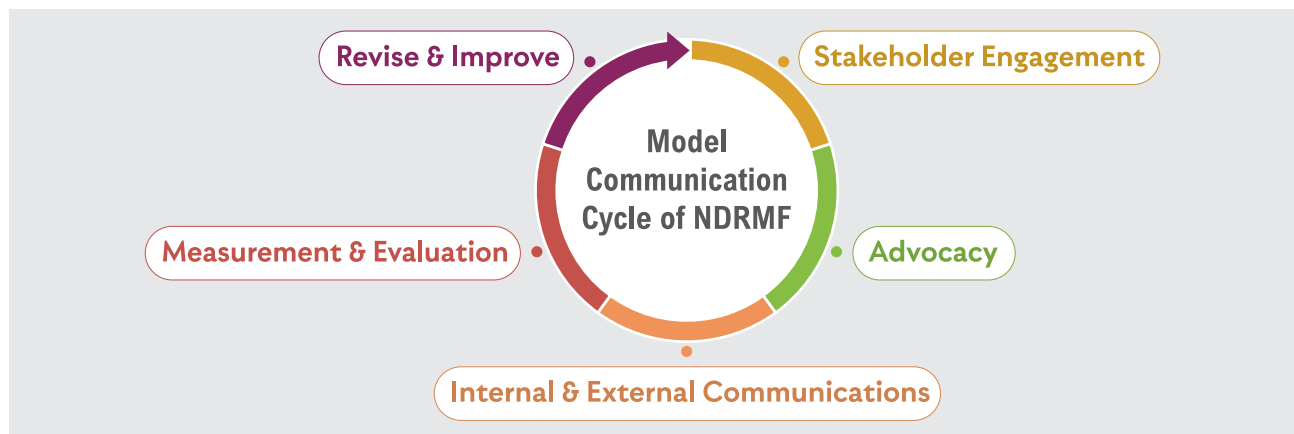 Revise & Improve
Stakeholder Engagement
Model
Communication
Cycle of NDRMF
Measurement & Evaluation
Advocacy
Internal & External Communications